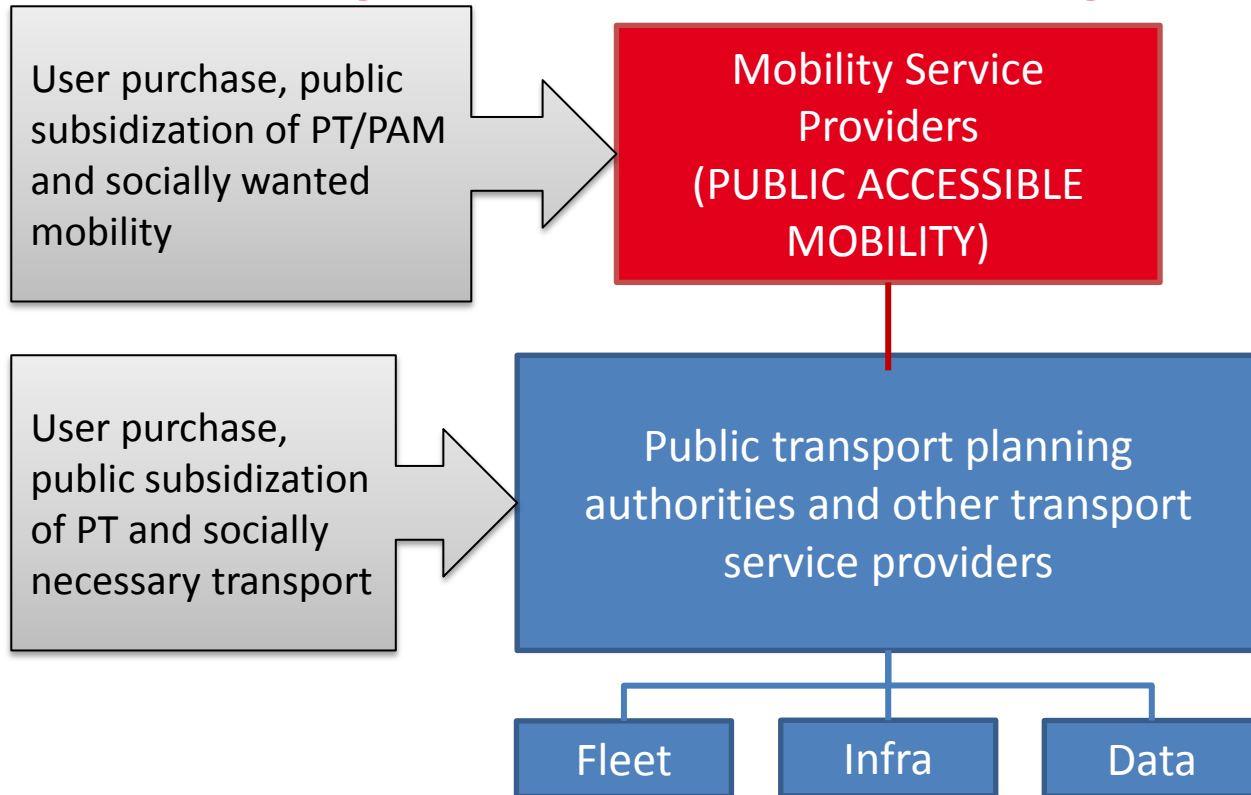 User purchase, public
subsidization of PT/PAM
and socially wanted
mobility
Mobility Service
Providers
(PUBLIC ACCESSIBLE
MOBILITY)
User purchase,
public subsidization
of PT and socially
necessary transport
Public transport planning
authorities and other transport
service providers
Fleet
Infra
Data